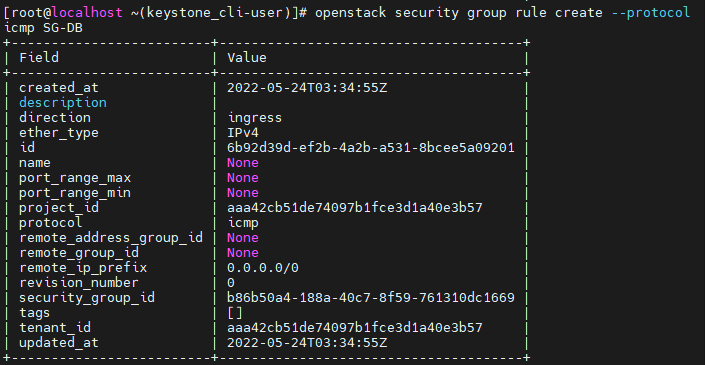 [root@localhost ~(keystone_cli-user)]# openstack security group rule create --protocol
icmp SG-DB
+-------------------------+--------------------------------------+
| Field                   | Value                                |
+-------------------------+--------------------------------------+
| created_at              | 2022-05-24T03:34:55Z                 |
| description             |                                      |
| direction               | ingress                              |
| ether_type              | IPv4                                 |
| id                      | 6b92d39d-ef2b-4a2b-a531-8bcee5a09201 |
| name                    | None                                 |
| port_range_max          | None                                 |
| port_range_min          | None                                 |
| project_id              | aaa42cb51de74097b1fce3d1a40e3b57     |
| protocol                | icmp                                 |
| remote_address_group_id | None                                 |
| remote_group_id         | None                                 |
| remote_ip_prefix        | 0.0.0.0/0                            |
| revision_number         | 0                                    |
| security_group_id       | b86b50a4-188a-40c7-8f59-761310dc1669 |
| tags                    | []                                   |
| tenant_id               | aaa42cb51de74097b1fce3d1a40e3b57     |
| updated_at              | 2022-05-24T03:34:55Z                 |
+-------------------------+--------------------------------------+